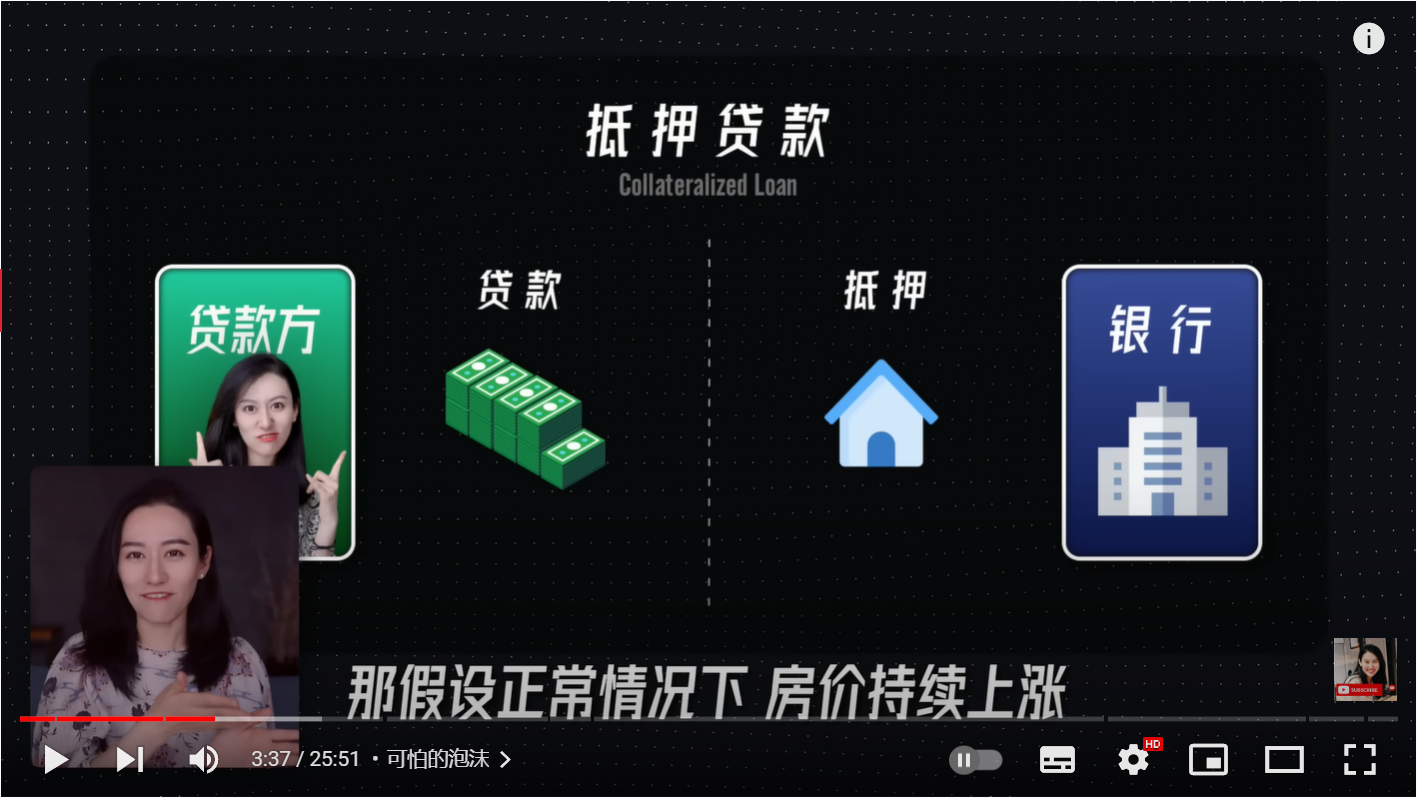 抵押贷款
Collateralized Loan
贷款
抵押
贷款方
银行
那假设正常情况下 房价持续上涨
SUBSCRIBE
3:37 / 25:51 • 可怕的泡沫
HD